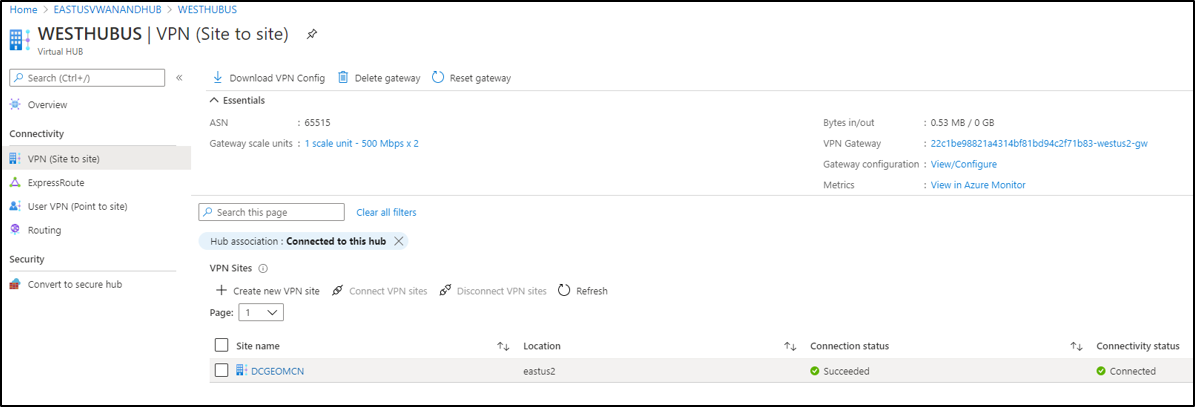 Home > EASTUSVWANANDHUB > WESTHUBUS
WESTHUBUS | VPN (Site to site)
Virtual HUB
Search (Ctrl+/) «
Overview
Connectivity
VPN (Site to site)
ExpressRoute
User VPN (Point to site)
Routing
Security
Convert to secure hub
Download VPN Config Delete gateway Reset gateway
Essentials
ASN : 65515
Gateway scale units : 1 scale unit - 500 Mbps x 2
Bytes in/out : 0.53 MB / 0 GB
VPN Gateway : 22c1be98821a4314bf81bd94c2f71b83-westus2-gw
Gateway configuration : View/Configure
Metrics : View in Azure Monitor
Search this page Clear all filters
Hub association : Connected to this hub
VPN Sites
Create new VPN site Connect VPN sites Disconnect VPN sites Refresh
Page: 1
Site name Location Connection status Connectivity status
DCGEOMCN eastus2 Succeeded Connected